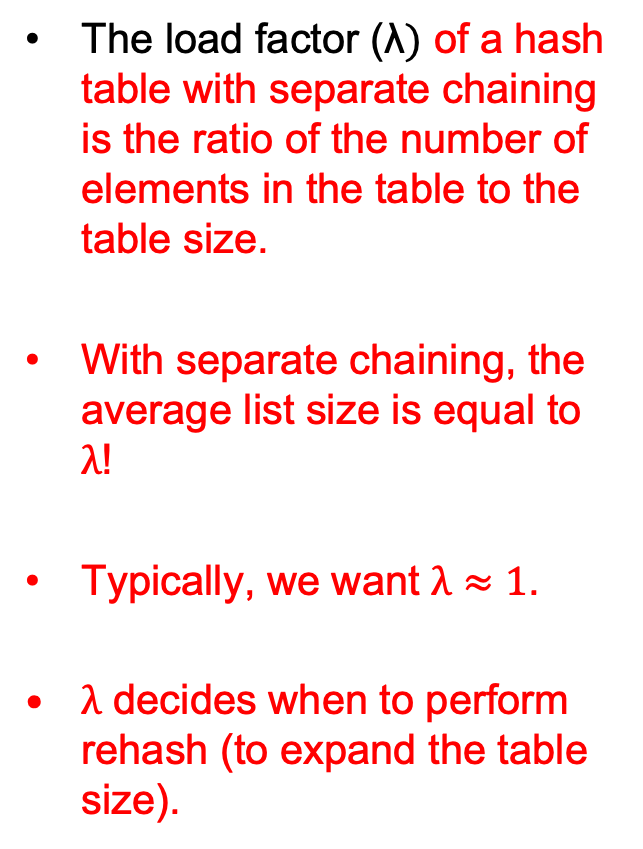 • The load factor (λ) of a hash
table with separate chaining
is the ratio of the number of
elements in the table to the
table size.
• With separate chaining, the
average list size is equal to
λ!
• Typically, we want λ ≈ 1.
• λ decides when to perform
rehash (to expand the table
size).